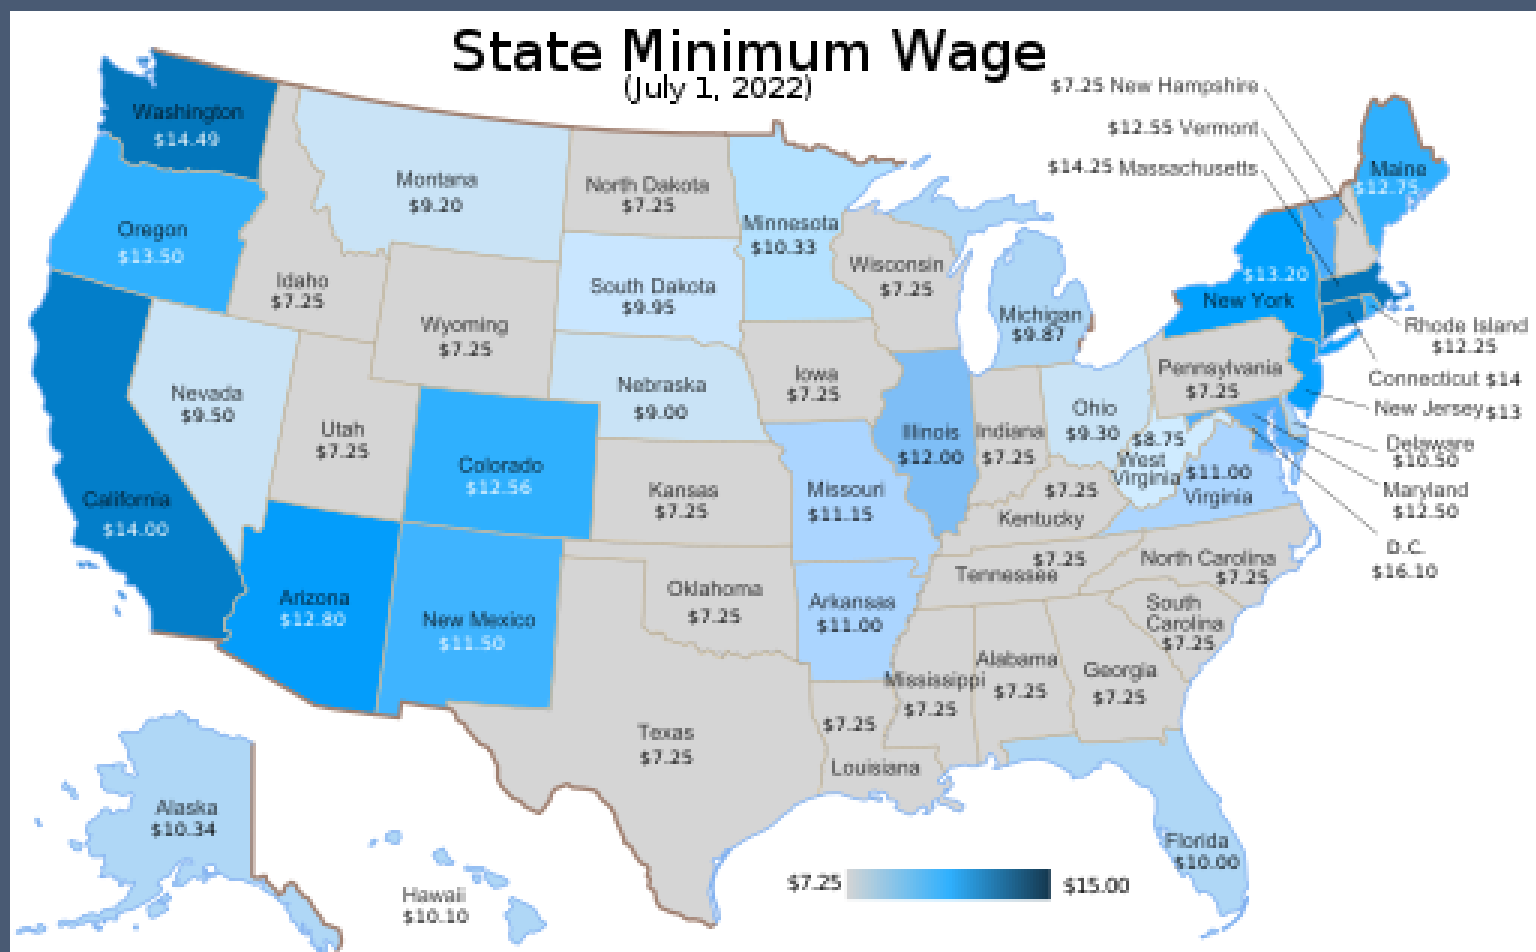 State Minimum Wage
(July 1, 2022)
$7.25 New Hampshire
$12.55 Vermont
$14.25 Massachusetts
Washington
$14.49
Oregon
$13.50
Idaho
$7.25
Montana
$9.20
North Dakota
$7.25
Minnesota
$10.33
Wisconsin
$7.25
Michigan
$9.87
Maine
$12.75
$13.20
New York
Rhode Island
$12.25
Connecticut $14
New Jersey $13
Delaware
$10.50
Maryland
$12.50
D.C.
$16.10
South Dakota
$9.95
Wyoming
$7.25
Nevada
$9.50
Utah
$7.25
Nebraska
$9.00
Iowa
$7.25
Illinois
$12.00
Indiana
$7.25
Ohio
$9.30
Pennsylvania
$7.25
$8.75
West
Virginia
$11.00
Virginia
California
$14.00
Colorado
$12.56
Kansas
$7.25
Missouri
$11.15
$7.25
Kentucky
$7.25
Tennessee
North Carolina
$7.25
South
Carolina
$7.25
Arizona
$12.80
New Mexico
$11.50
Oklahoma
$7.25
Arkansas
$11.00
Mississippi
$7.25
Alabama
$7.25
Georgia
$7.25
Texas
$7.25
$7.25
Louisiana
Florida
$10.00
Alaska
$10.34
Hawaii
$10.10
$7.25
$15.00